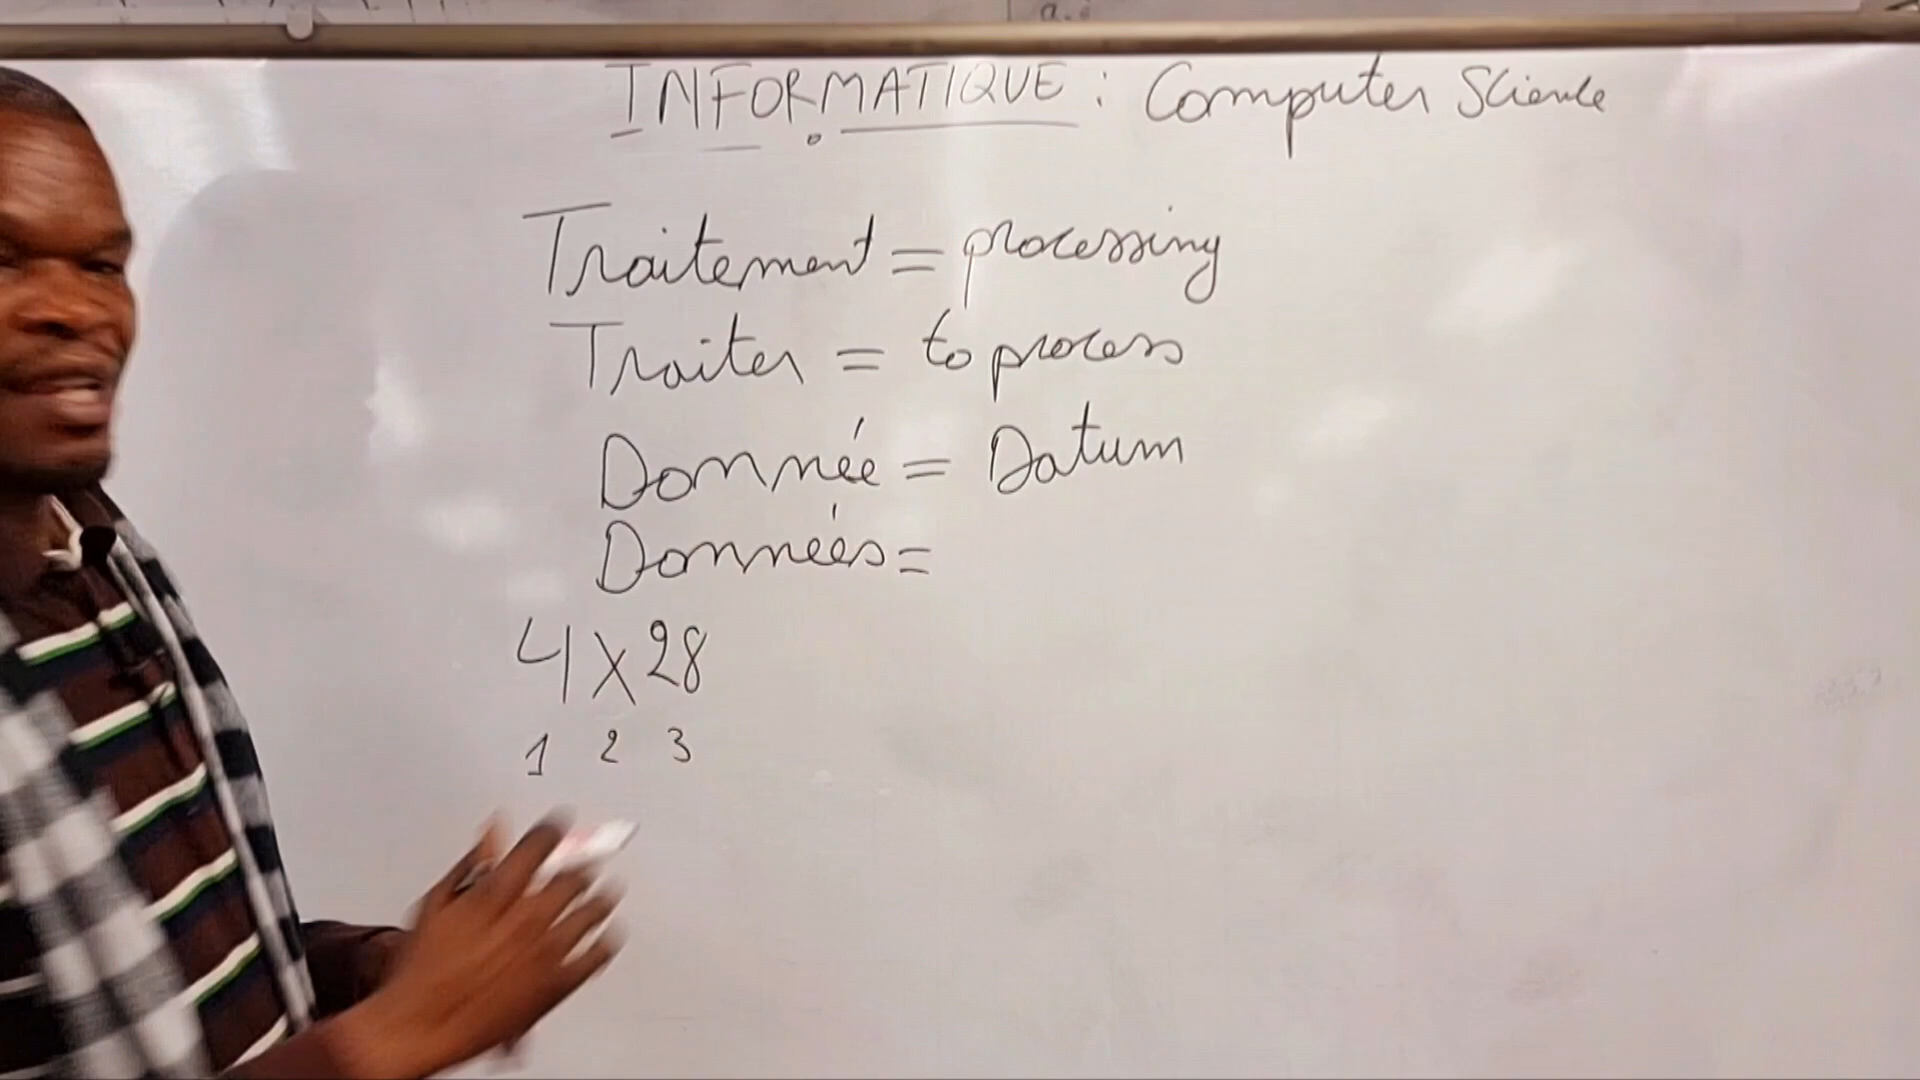 INFORMATIQUE : Computer Science
Traitement = processing
Traiter = to process
Donnée = Datum
Données =
4 x 28
1 2 3